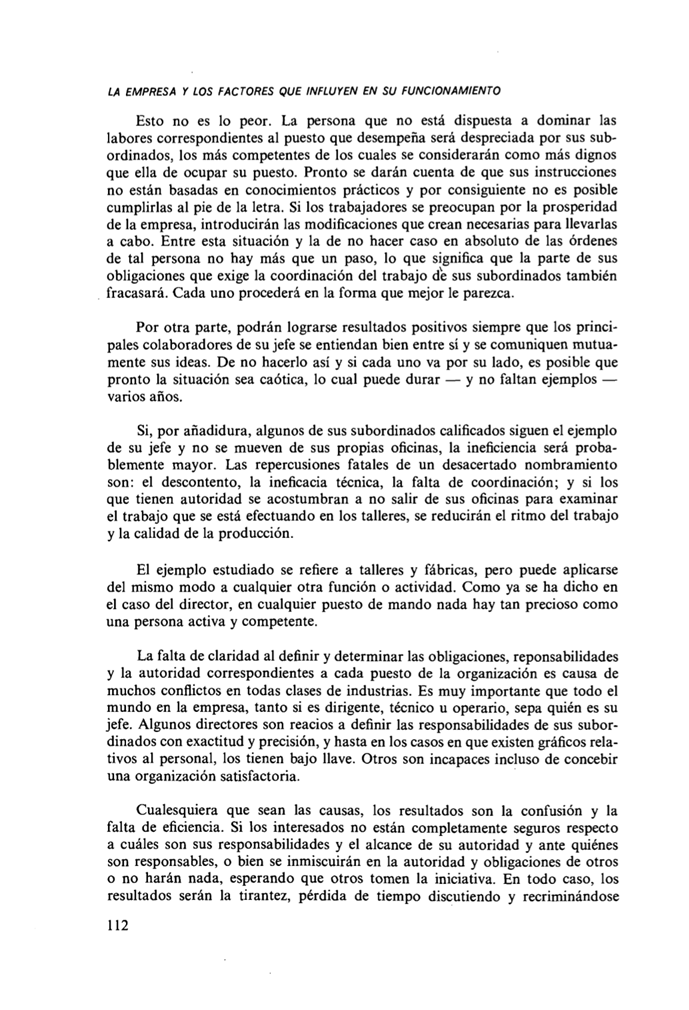 LA EMPRESA Y LOS FACTORES QUE INFLUYEN EN SU FUNCIONAMIENTO
Esto no es lo peor. La persona que no está dispuesta a dominar las
labores correspondientes al puesto que desempeña será despreciada por sus sub-
ordinados, los más competentes de los cuales se considerarán como más dignos
que ella de ocupar su puesto. Pronto se darán cuenta de que sus instrucciones
no están basadas en conocimientos prácticos y por consiguiente no es posible
cumplirlas al pie de la letra. Si los trabajadores se preocupan por la prosperidad
de la empresa, introducirán las modificaciones que crean necesarias para llevarlas
a cabo. Entre esta situación y la de no hacer caso en absoluto de las órdenes
de tal persona no hay más que un paso, lo que significa que la parte de sus
obligaciones que exige la coordinación del trabajo de sus subordinados también
fracasará. Cada uno procederá en la forma que mejor le parezca.
Por otra parte, podrán lograrse resultados positivos siempre que los princi-
pales colaboradores de su jefe se entiendan bien entre sí y se comuniquen mutua-
mente sus ideas. De no hacerlo así y si cada uno va por su lado, es posible que
pronto la situación sea caótica, lo cual puede durar — y no faltan ejemplos —
varios años.
Si, por añadidura, algunos de sus subordinados calificados siguen el ejemplo
de su jefe y no se mueven de sus propias oficinas, la ineficiencia será proba-
blemente mayor. Las repercusiones fatales de un desacertado nombramiento
son: el descontento, la ineficacia técnica, la falta de coordinación; y si los
que tienen autoridad se acostumbran a no salir de sus oficinas para examinar
el trabajo que se está efectuando en los talleres, se reducirán el ritmo del trabajo
y la calidad de la producción.
El ejemplo estudiado se refiere a talleres y fábricas, pero puede aplicarse
del mismo modo a cualquier otra función o actividad. Como ya se ha dicho en
el caso del director, en cualquier puesto de mando nada hay tan precioso como
una persona activa y competente.
La falta de claridad al definir y determinar las obligaciones, reponsabilidades
y la autoridad correspondientes a cada puesto de la organización es causa de
muchos conflictos en todas clases de industrias. Es muy importante que todo el
mundo en la empresa, tanto si es dirigente, técnico u operario, sepa quién es su
jefe. Algunos directores son reacios a definir las responsabilidades de sus subor-
dinados con exactitud y precisión, y hasta en los casos en que existen gráficos rela-
tivos al personal, los tienen bajo llave. Otros son incapaces incluso de concebir
una organización satisfactoria.
Cualesquiera que sean las causas, los resultados son la confusión y la
falta de eficiencia. Si los interesados no están completamente seguros respecto
a cuáles son sus responsabilidades y el alcance de su autoridad y ante quiénes
son responsables, o bien se inmiscuirán en la autoridad y obligaciones de otros
o no harán nada, esperando que otros tomen la iniciativa. En todo caso, los
resultados serán la tirantez, pérdida de tiempo discutiendo y recriminándose
112